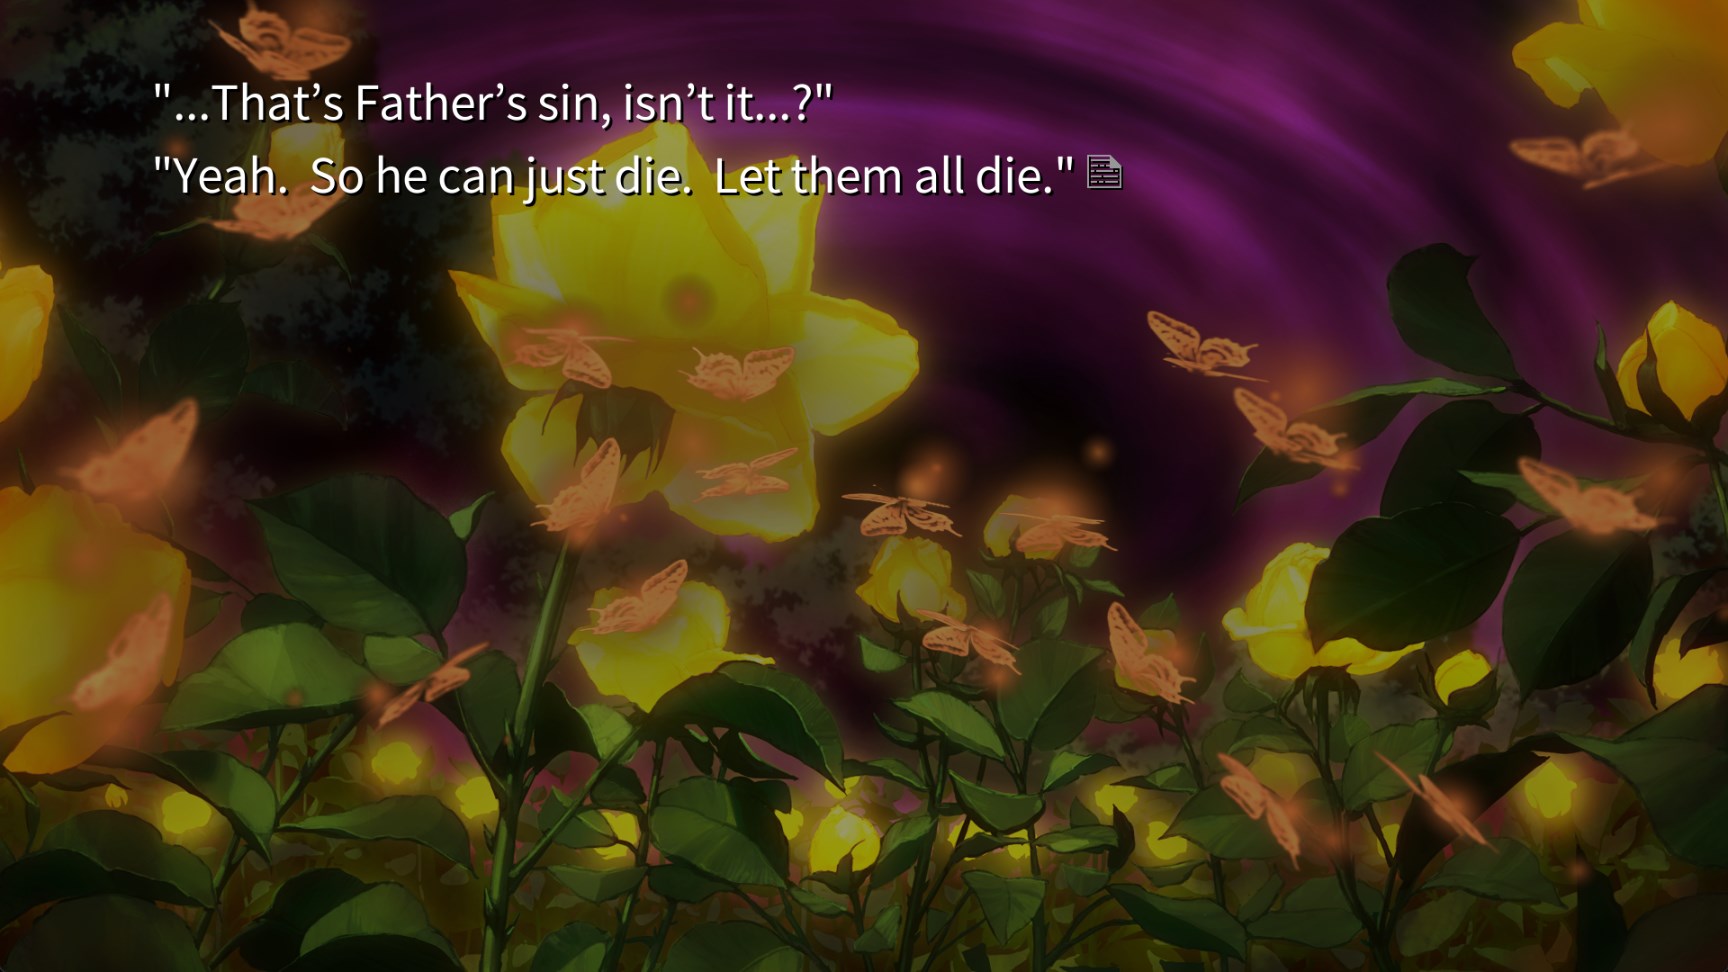 "...That’s Father’s sin, isn’t it...?"
"Yeah.  So he can just die.  Let them all die."